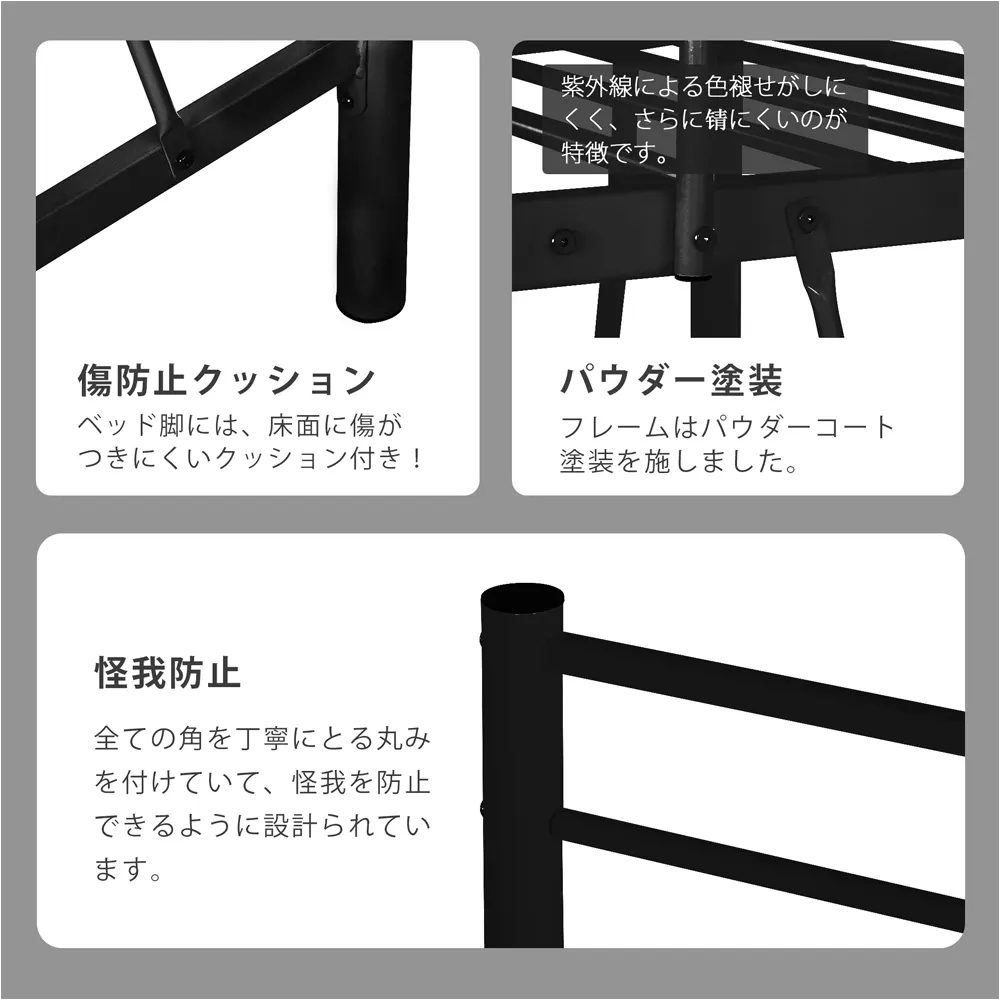 傷防止クッション
ベッド脚には、床面に傷が
つきにくいクッション付き！
紫外線による色褪せがしに
くく、さらに錆にくいのが
特徴です。
パウダー塗装
フレームはパウダーコート
塗装を施しました。
怪我防止
全ての角を丁寧にとる丸み
を付けていて、怪我を防止
できるように設計られてい
ます。